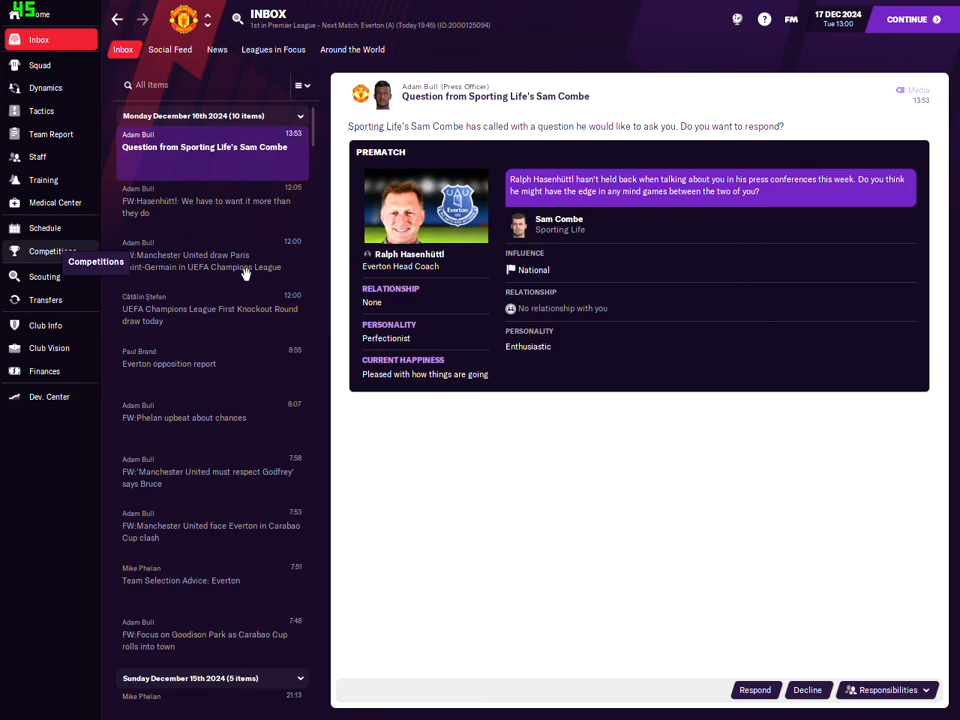 45
ome
INBOX
1st in Premier League - Next Match: Everton (A) (Today 19:45) (ID:2000125094)
FM
17 DEC 2024
Tue 13:00
CONTINUE
Inbox
Squad
Dynamics
Tactics
Team Report
Staff
Training
Medical Center
Schedule
Competitions
Competitions
Scouting
Transfers
Club Info
Club Vision
Finances
Dev. Center
Inbox
Social Feed
News
Leagues in Focus
Around the World
All Items
Monday December 16th 2024 (10 items)
Adam Bull
13:53
Question from Sporting Life's Sam Combe
Adam Bull
12:05
FW:Hasenhüttl: We have to want it more than
they do
Adam Bull
12:00
FW:Manchester United draw Paris
Saint-Germain in UEFA Champions League
Cătălin Ștefan
12:00
UEFA Champions League First Knockout Round
draw today
Paul Brand
8:55
Everton opposition report
Adam Bull
8:07
FW:Phelan upbeat about chances
Adam Bull
7:58
FW:'Manchester United must respect Godfrey'
says Bruce
Adam Bull
7:53
FW:Manchester United face Everton in Carabao
Cup clash
Mike Phelan
7:51
Team Selection Advice: Everton
Adam Bull
7:48
FW:Focus on Goodison Park as Carabao Cup
rolls into town
Sunday December 15th 2024 (5 items)
Mike Phelan
21:13
Adam Bull (Press Officer)
Question from Sporting Life's Sam Combe
Media
13:53
Sporting Life's Sam Combe has called with a question he would like to ask you. Do you want to respond?
PREMATCH
Everton
Ralph Hasenhüttl
Everton Head Coach
RELATIONSHIP
None
PERSONALITY
Perfectionist
CURRENT HAPPINESS
Pleased with how things are going
Ralph Hasenhüttl hasn't held back when talking about you in his press conferences this week. Do you think
he might have the edge in any mind games between the two of you?
Sam Combe
Sporting Life
INFLUENCE
National
RELATIONSHIP
No relationship with you
PERSONALITY
Enthusiastic
Respond
Decline
Responsibilities